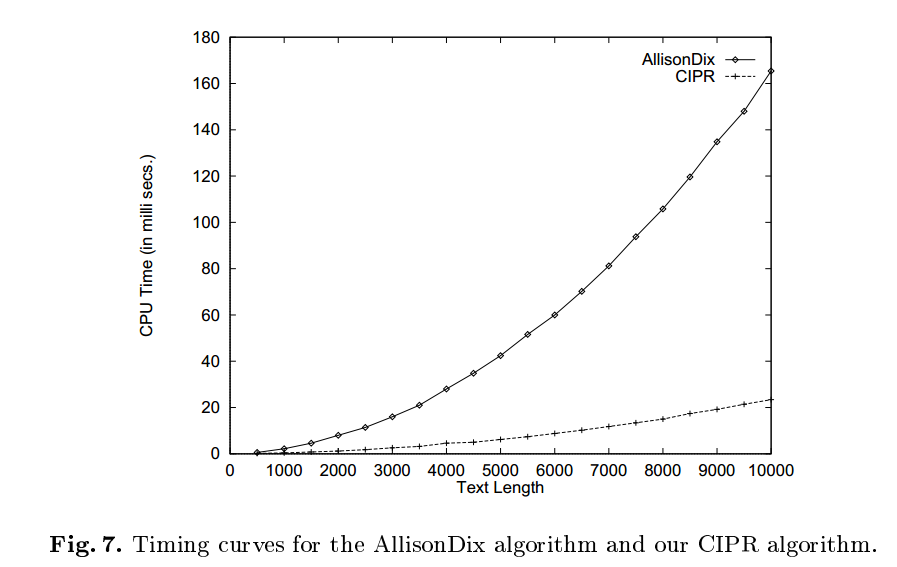 180
160
140
120
100
80
60
40
20
0
CPU Time (in milli secs.)
AllisonDix
CIPR
0 1000 2000 3000 4000 5000 6000 7000 8000 9000 10000
Text Length
Fig. 7. Timing curves for the AllisonDix algorithm and our CIPR algorithm.